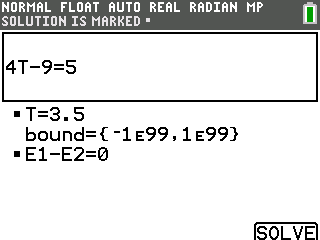 NORMAL FLOAT AUTO REAL RADIAN MP
SOLUTION IS MARKED ▪
4T-9=5
▪ T=3.5
bound={-1ᴇ99,1ᴇ99}
▪ E1-E2=0
SOLVE